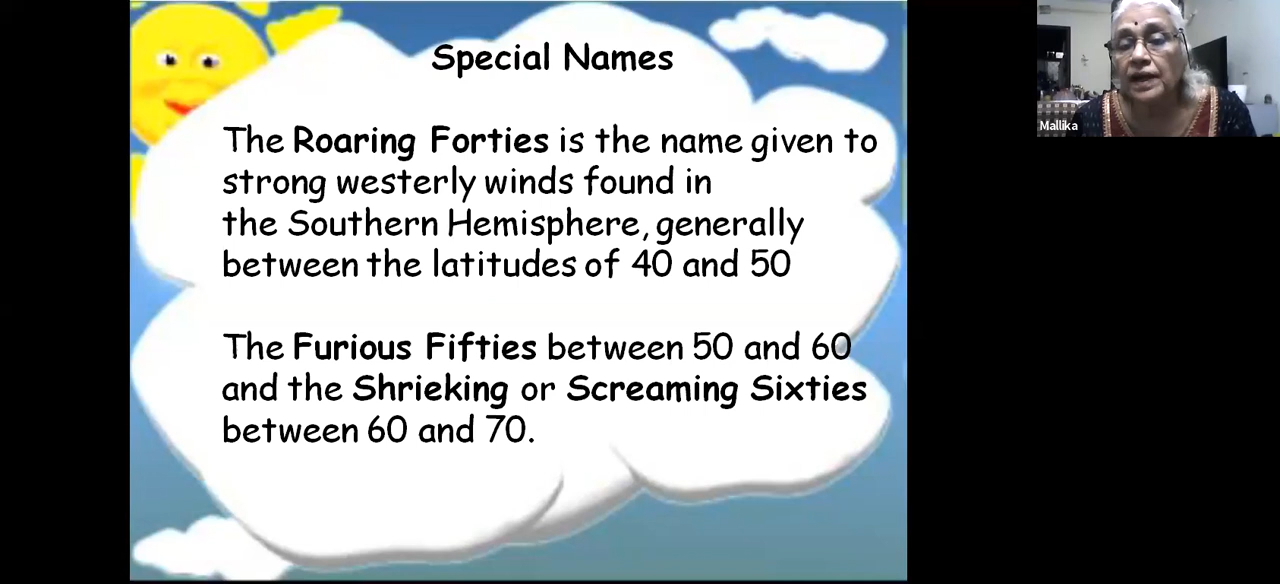 Special Names
The Roaring Forties is the name given to
strong westerly winds found in
the Southern Hemisphere, generally
between the latitudes of 40 and 50
The Furious Fifties between 50 and 60
and the Shrieking or Screaming Sixties
between 60 and 70.
Mallika